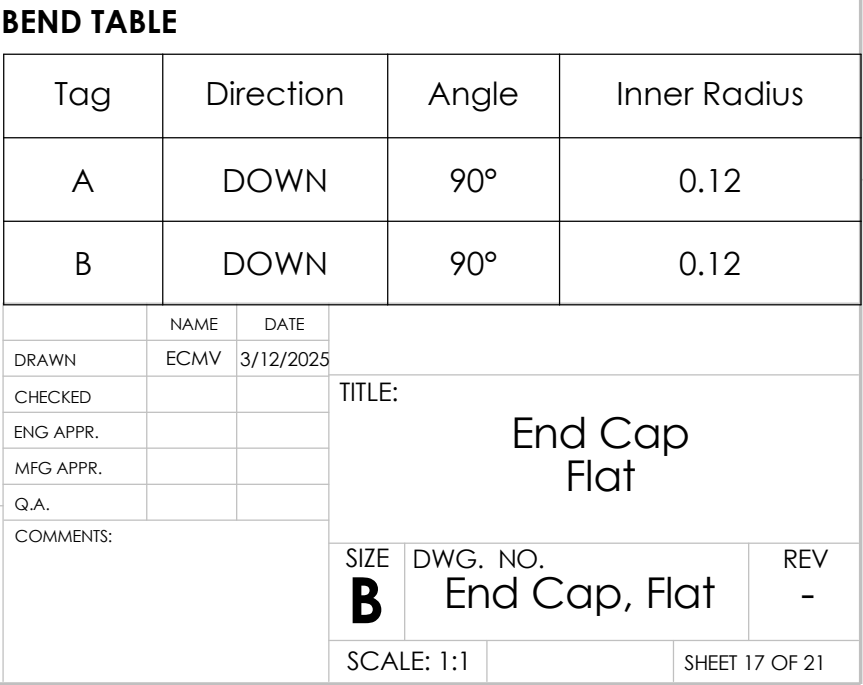 BEND TABLE
Tag Direction Angle Inner Radius
A DOWN 90° 0.12
B DOWN 90° 0.12
NAME DATE
DRAWN ECMV 3/12/2025
CHECKED
ENG APPR.
MFG APPR.
Q.A.
COMMENTS:
TITLE:
End Cap
Flat
SIZE DWG. NO. REV
B End Cap, Flat -
SCALE: 1:1 SHEET 17 OF 21